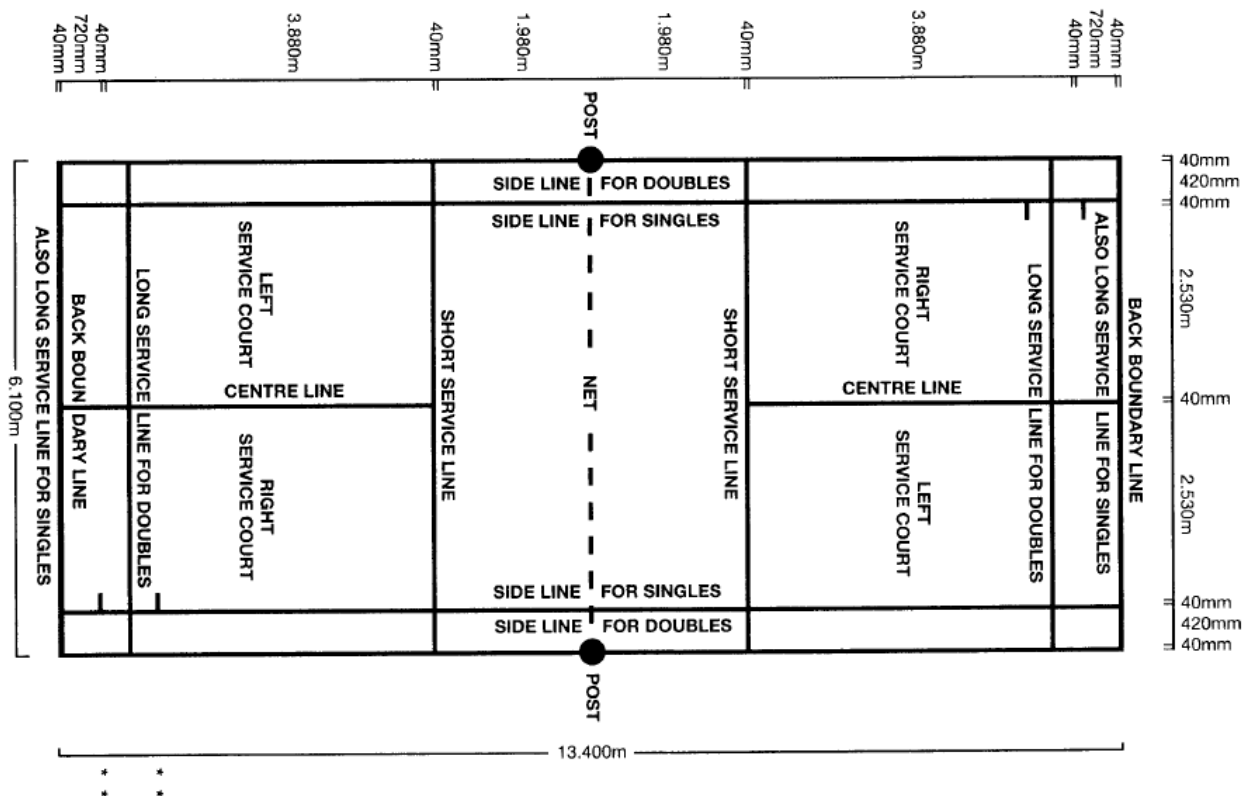 40mm
720mm
40mm
3.880m
40mm
1.980m
1.980m
40mm
3.880m
40mm
720mm
40mm
POST
40mm
420mm
40mm
2.530m
40mm
2.530m
40mm
420mm
40mm
SIDE LINE FOR DOUBLES
SIDE LINE FOR SINGLES
LEFT
SERVICE COURT
RIGHT
SERVICE COURT
CENTRE LINE
CENTRE LINE
RIGHT
SERVICE COURT
LEFT
SERVICE COURT
SHORT SERVICE LINE
NET
SHORT SERVICE LINE
LONG SERVICE LINE FOR DOUBLES
BACK BOUNDARY LINE
ALSO LONG SERVICE LINE FOR SINGLES
LONG SERVICE LINE FOR DOUBLES
ALSO LONG SERVICE LINE FOR SINGLES
BACK BOUNDARY LINE
SIDE LINE FOR SINGLES
SIDE LINE FOR DOUBLES
POST
6.100m
13.400m
* *
* *